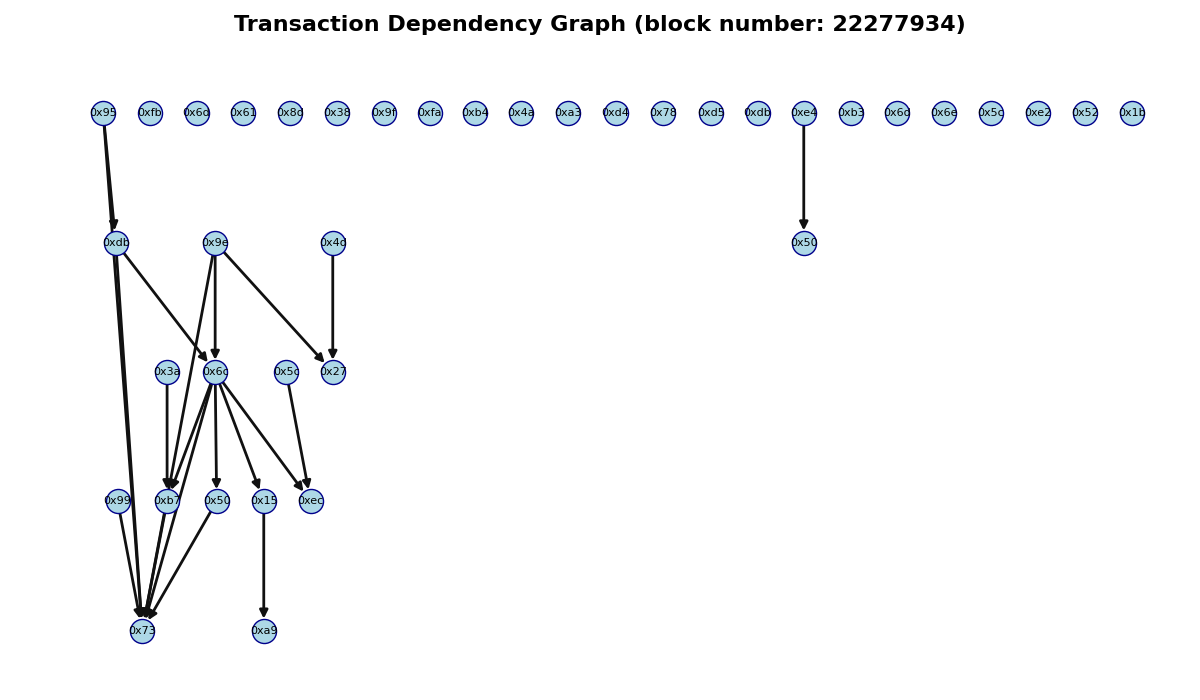 Transaction Dependency Graph (block number: 22277934)
0x95 0xfb 0x6d 0x61 0x8d 0x38 0x9f 0xfa 0xb4 0x4a 0xa3 0xd4 0x78 0xd5 0xdb 0xe4 0xb3 0x6d 0x6e 0x5c 0xe2 0x52 0x1b
0xdb 0x9e 0x4d 0x50
0x3a 0x6c 0x5c 0x27
0x99 0xb7 0x50 0x15 0xec
0x73 0xa9